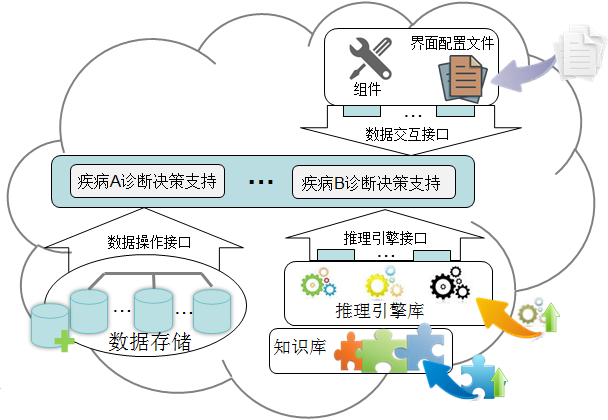 界面配置文件
组件
...
数据交互接口
疾病A诊断决策支持
...
疾病B诊断决策支持
数据操作接口
推理引擎接口
...
...
...
推理引擎库
数据存储
知识库